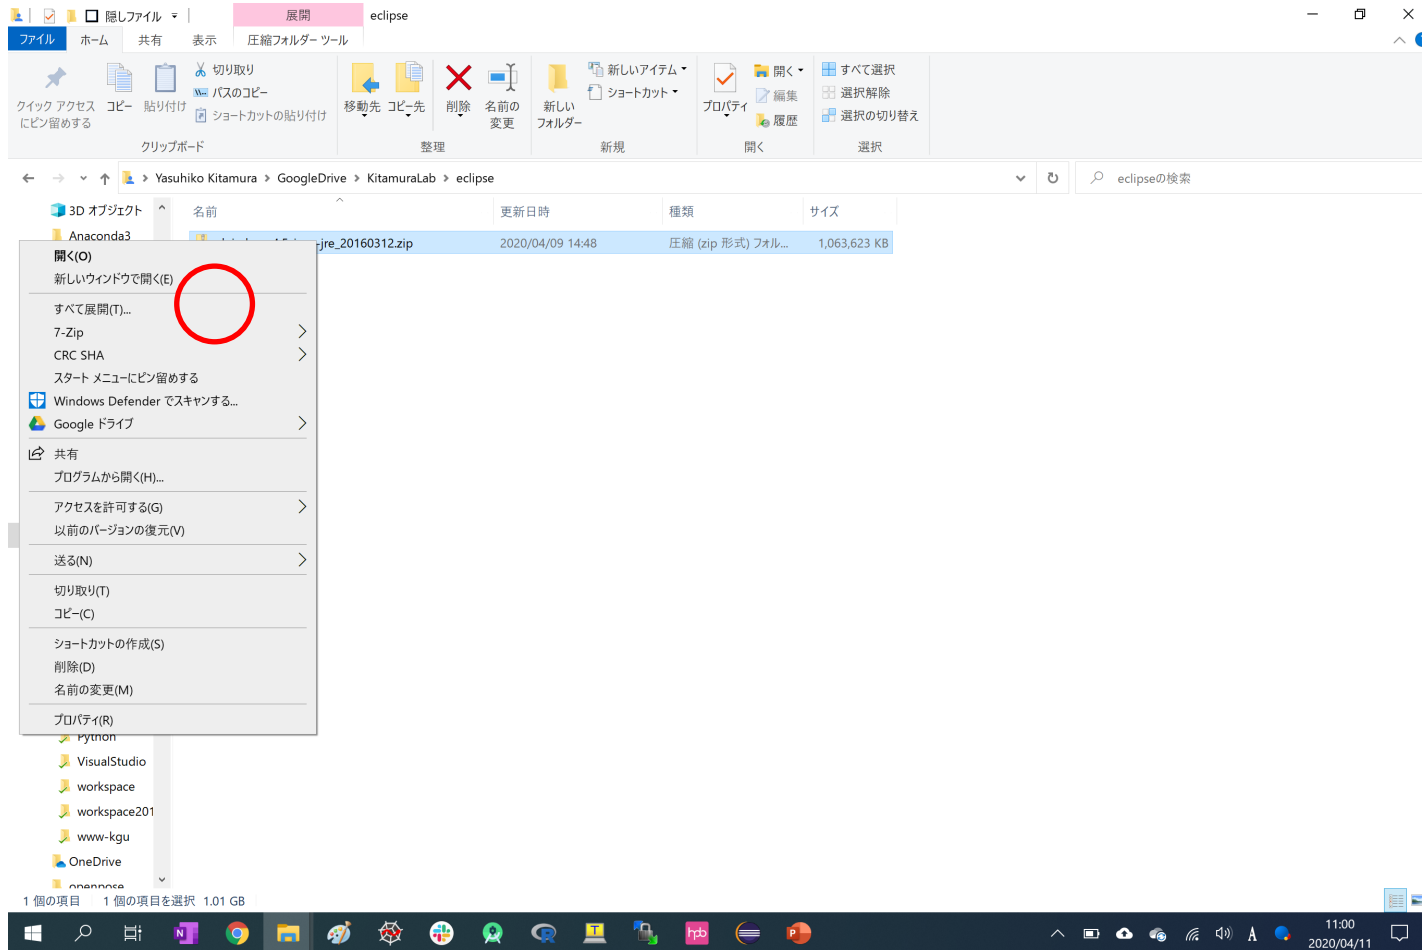 隠しファイル
展開
eclipse
ファイル
ホーム
共有
表示
圧縮フォルダー ツール
クイック アクセス
にピン留めする
コピー
貼り付け
切り取り
パスのコピー
ショートカットの貼り付け
クリップボード
移動先
コピー先
削除
名前の
変更
整理
新しい
フォルダー
新しいアイテム
ショートカット
新規
プロパティ
開く
編集
履歴
開く
すべて選択
選択解除
選択の切り替え
選択
Yasuhiko Kitamura > GoogleDrive > KitamuraLab > eclipse
eclipseの検索
3D オブジェクト
Anaconda3
名前
更新日時
種類
サイズ
-jre_20160312.zip
2020/04/09 14:48
圧縮 (zip 形式) フォル...
1,063,623 KB
開く(O)
新しいウィンドウで開く(E)
すべて展開(T)...
7-Zip
CRC SHA
スタート メニューにピン留めする
Windows Defender でスキャンする...
Google ドライブ
共有
プログラムから開く(H)...
アクセスを許可する(G)
以前のバージョンの復元(V)
送る(N)
切り取り(T)
コピー(C)
ショートカットの作成(S)
削除(D)
名前の変更(M)
プロパティ(R)
Python
VisualStudio
workspace
workspace201
www-kgu
OneDrive
openpose
1 個の項目
1 個の項目を選択 1.01 GB
hpb
A
11:00
2020/04/11